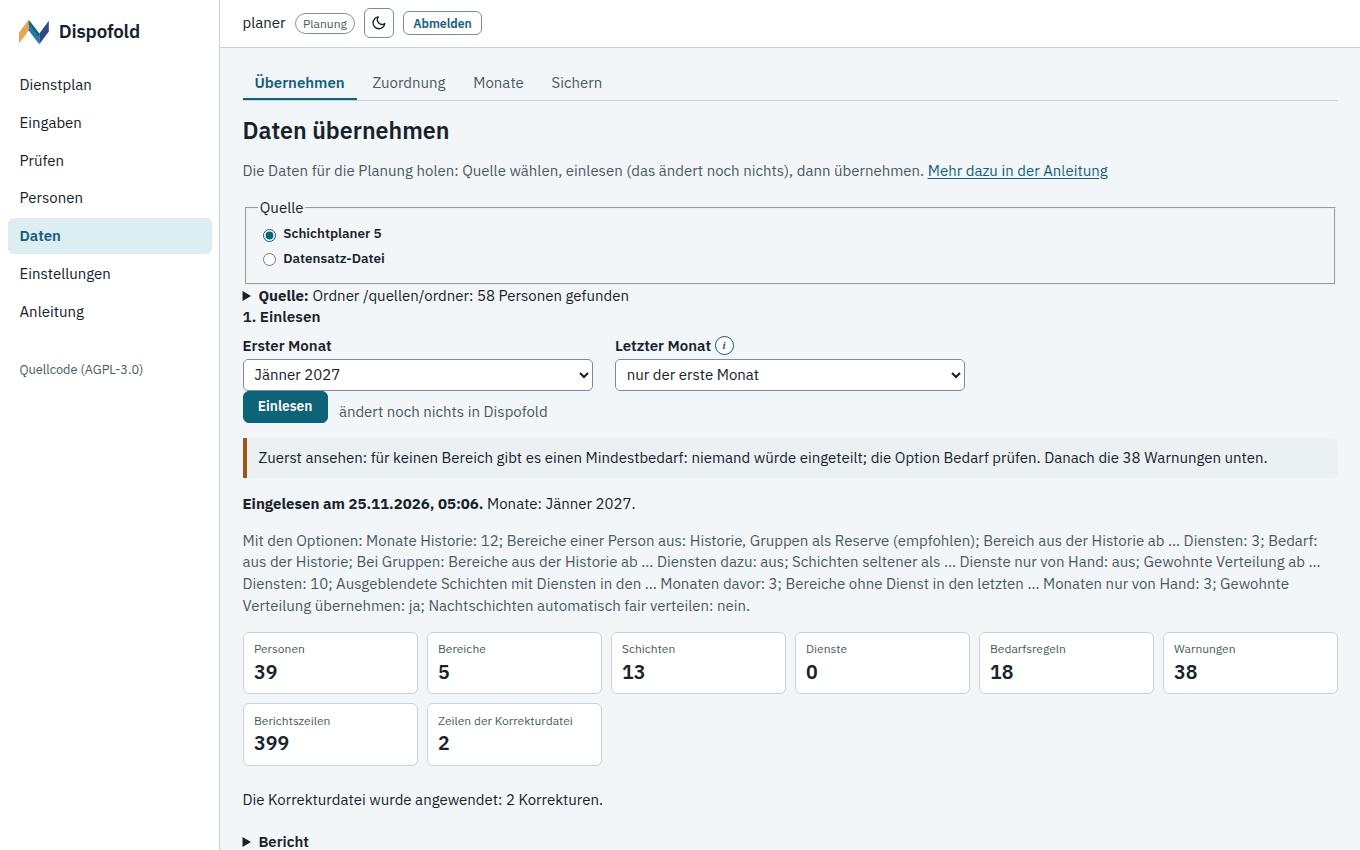 Dispofold
Dienstplan
Eingaben
Prüfen
Personen
Daten
Einstellungen
Anleitung
Quellcode (AGPL-3.0)
planer Planung Abmelden
Übernehmen Zuordnung Monate Sichern
Daten übernehmen
Die Daten für die Planung holen: Quelle wählen, einlesen (das ändert noch nichts), dann übernehmen. Mehr dazu in der Anleitung
Quelle
Schichtplaner 5
Datensatz-Datei
Quelle: Ordner /quellen/ordner: 58 Personen gefunden
1. Einlesen
Erster Monat Letzter Monat i
Jänner 2027 nur der erste Monat
Einlesen ändert noch nichts in Dispofold
Zuerst ansehen: für keinen Bereich gibt es einen Mindestbedarf: niemand würde eingeteilt; die Option Bedarf prüfen. Danach die 38 Warnungen unten.
Eingelesen am 25.11.2026, 05:06. Monate: Jänner 2027.
Mit den Optionen: Monate Historie: 12; Bereiche einer Person aus: Historie, Gruppen als Reserve (empfohlen); Bereich aus der Historie ab ... Diensten: 3; Bedarf:
aus der Historie; Bei Gruppen: Bereiche aus der Historie ab ... Diensten dazu: aus; Schichten seltener als ... Dienste nur von Hand: aus; Gewohnte Verteilung ab ...
Diensten: 10; Ausgeblendete Schichten mit Diensten in den ... Monaten davor: 3; Bereiche ohne Dienst in den letzten ... Monaten nur von Hand: 3; Gewohnte
Verteilung übernehmen: ja; Nachtschichten automatisch fair verteilen: nein.
Personen Bereiche Schichten Dienste Bedarfsregeln Warnungen
39 5 13 0 18 38
Berichtszeilen Zeilen der Korrekturdatei
399 2
Die Korrekturdatei wurde angewendet: 2 Korrekturen.
Bericht